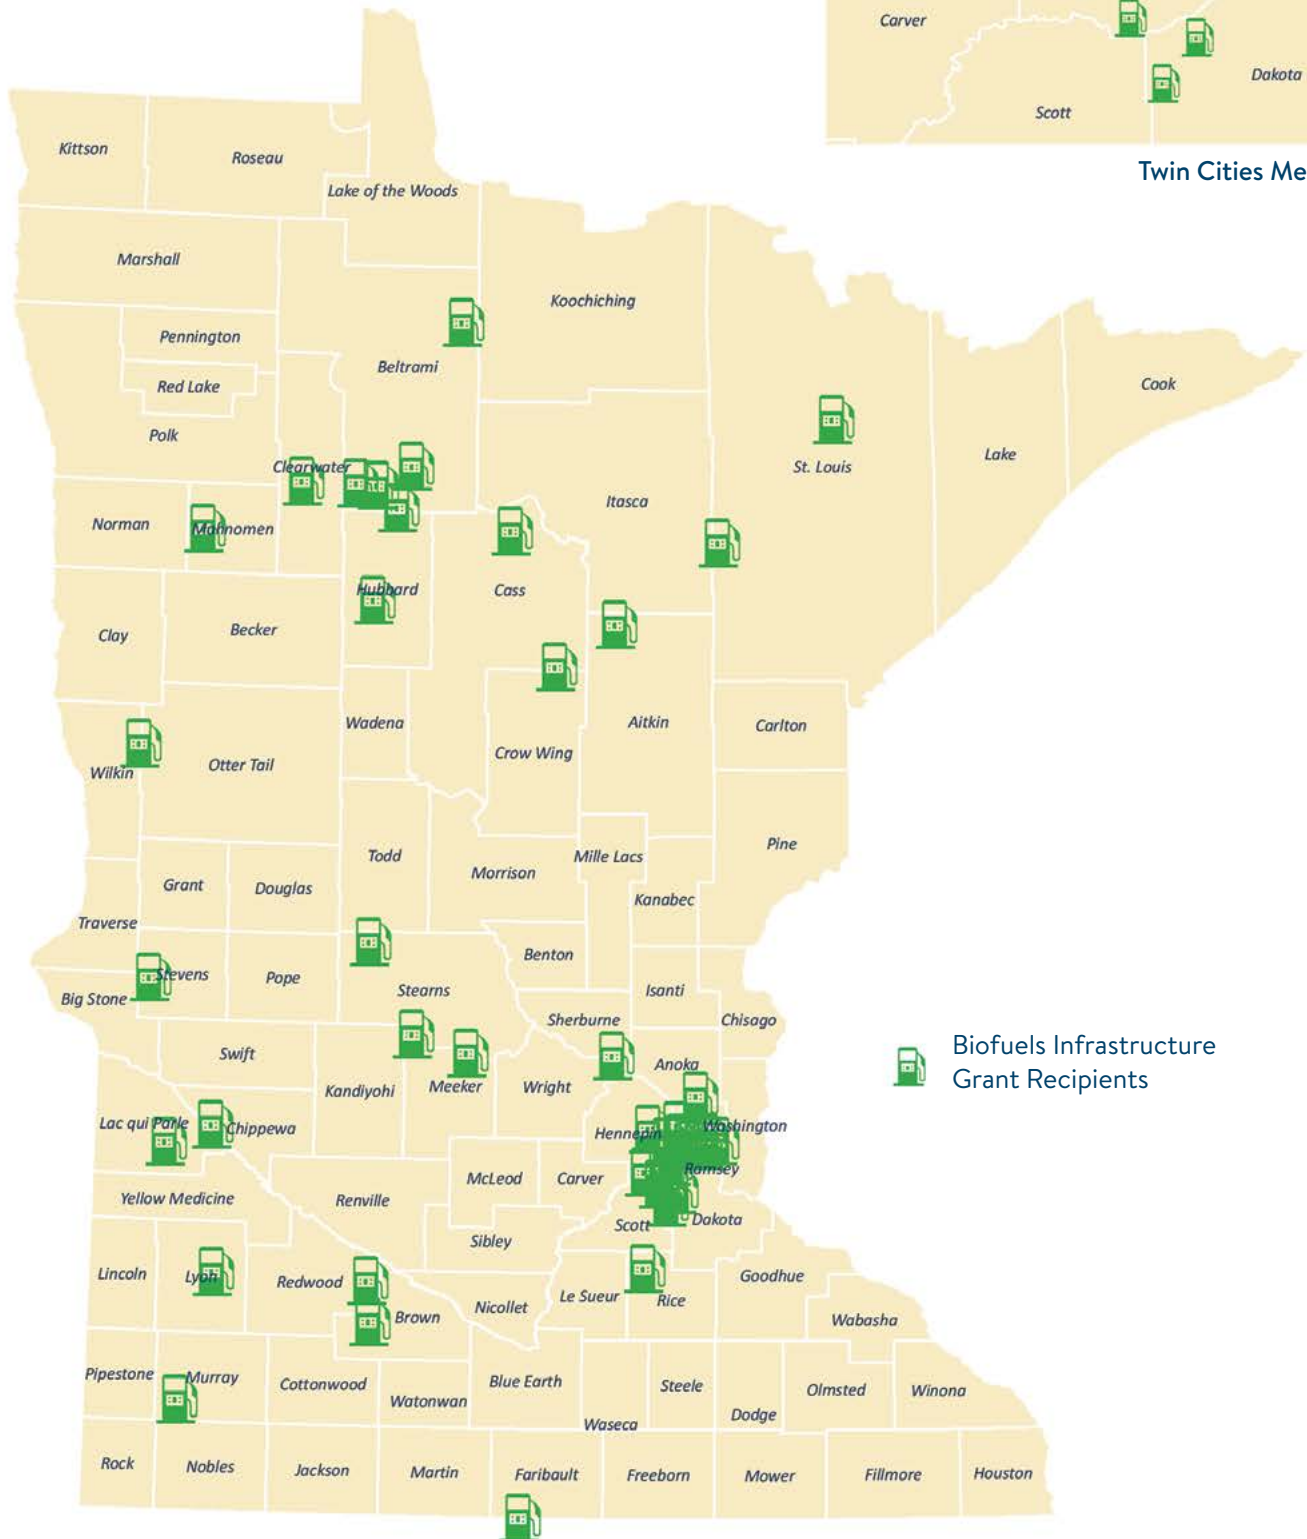 Carver
Dakota
Scott
Twin Cities Me
Kittson
Roseau
Lake of the Woods
Marshall
Koochiching
Pennington
Beltrami
Red Lake
Cook
Polk
Clearwater
St. Louis
Lake
Itasca
Norman
Mahnomen
Hubbard
Cass
Clay
Becker
Wadena
Aitkin
Carlton
Crow Wing
Otter Tail
Wilkin
Todd
Mille Lacs
Pine
Morrison
Grant
Douglas
Kanabec
Traverse
Benton
Stevens
Pope
Stearns
Isanti
Big Stone
Sherburne
Chisago
Swift
Biofuels Infrastructure
Grant Recipients
Anoka
Kandiyohi
Meeker
Wright
Lac qui Parle
Chippewa
Hennepin
Washington
Ramsey
McLeod
Carver
Yellow Medicine
Renville
Scott
Dakota
Sibley
Lincoln
Lyon
Redwood
Goodhue
Le Sueur
Rice
Nicollet
Brown
Wabasha
Pipestone
Murray
Cottonwood
Blue Earth
Steele
Olmsted
Winona
Watonwan
Dodge
Waseca
Rock
Nobles
Jackson
Martin
Faribault
Freeborn
Mower
Fillmore
Houston